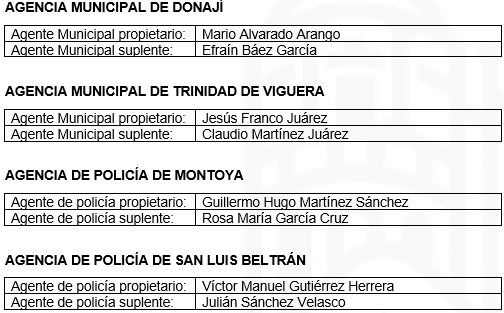 AGENCIA MUNICIPAL DE DONAJÍ
Agente Municipal propietario: Mario Alvarado Arango
Agente Municipal suplente: Efraín Báez García
AGENCIA MUNICIPAL DE TRINIDAD DE VIGUERA
Agente Municipal propietario: Jesús Franco Juárez
Agente Municipal suplente: Claudio Martínez Juárez
AGENCIA DE POLICÍA DE MONTOYA
Agente de policía propietario: Guillermo Hugo Martínez Sánchez
Agente de policía suplente: Rosa María García Cruz
AGENCIA DE POLICÍA DE SAN LUIS BELTRÁN
Agente de policía propietario: Víctor Manuel Gutiérrez Herrera
Agente de policía suplente: Julián Sánchez Velasco